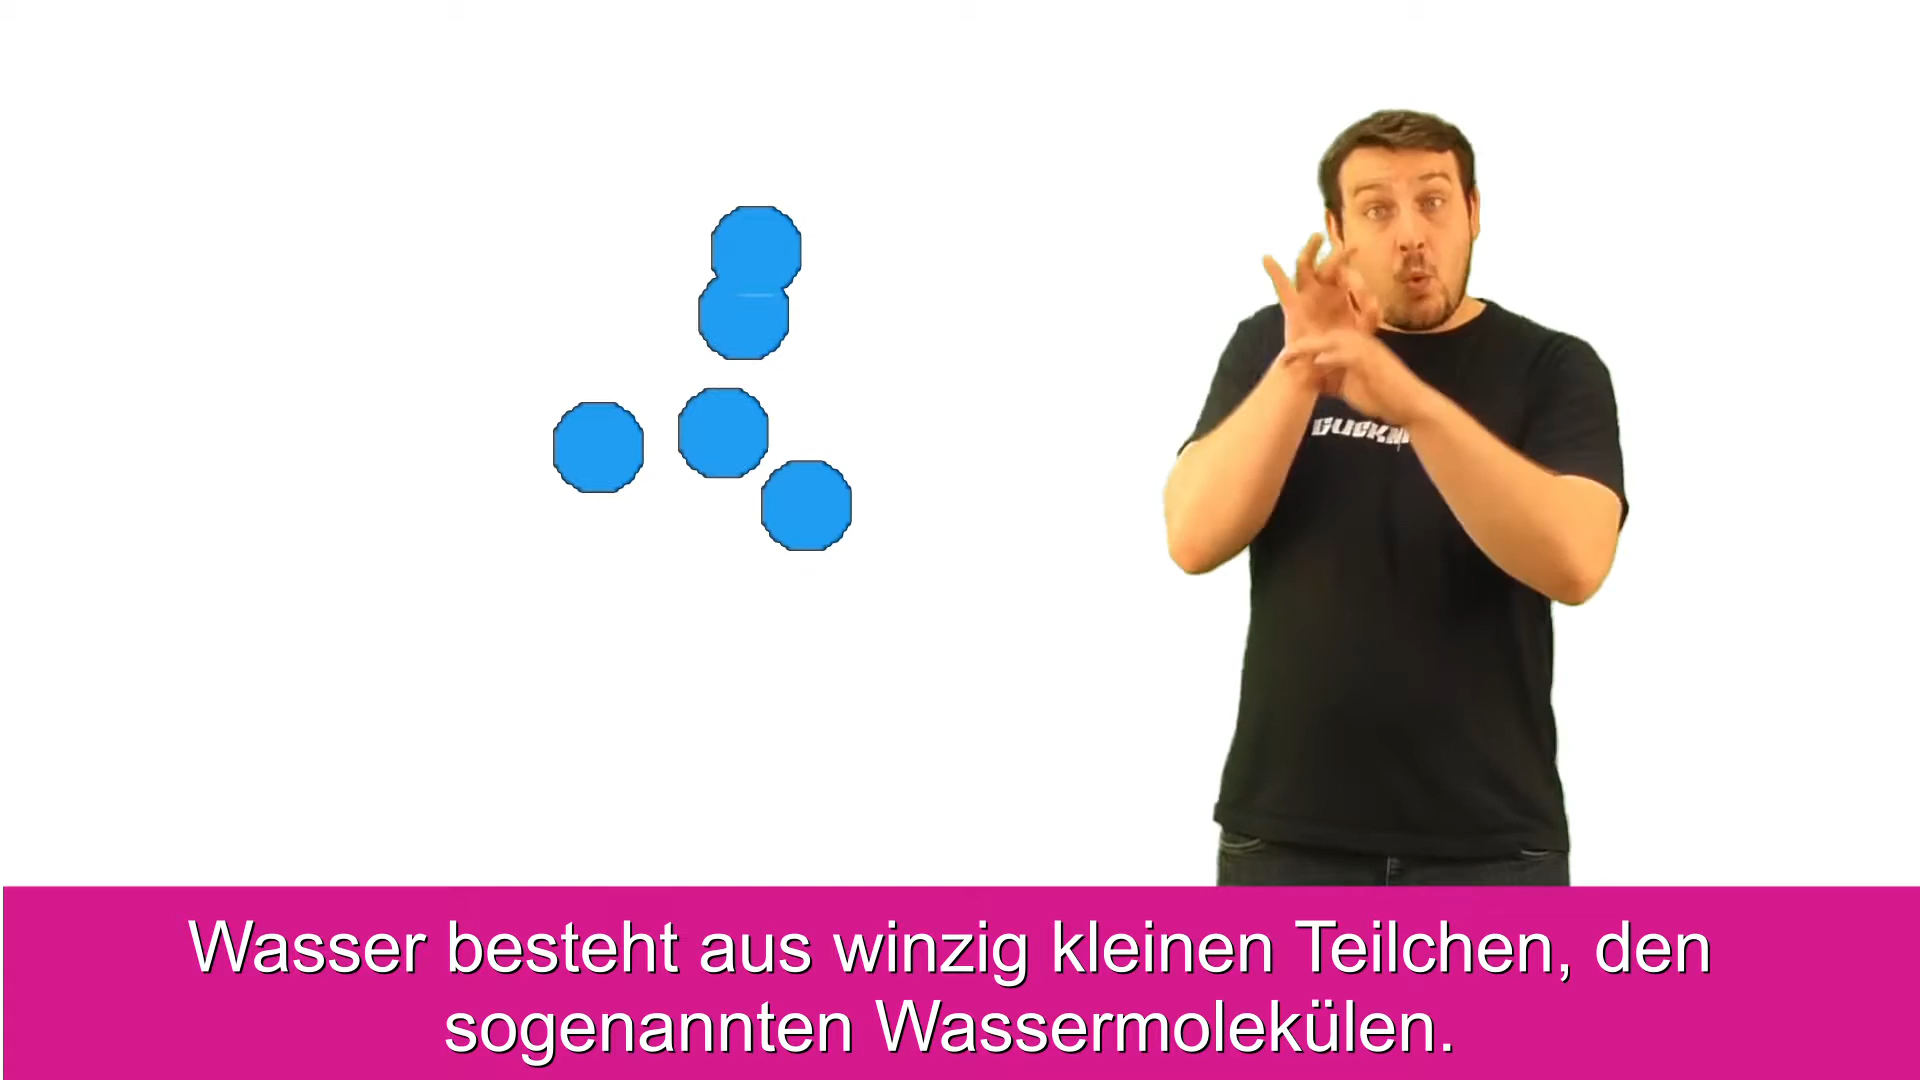 Wasser besteht aus winzig kleinen Teilchen, den
sogenannten Wassermolekülen.